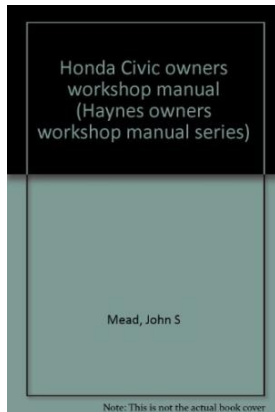 Honda Civic owners
workshop manual
(Haynes owners
workshop manual series)
Mead, John S
Note: This is not the actual book cover